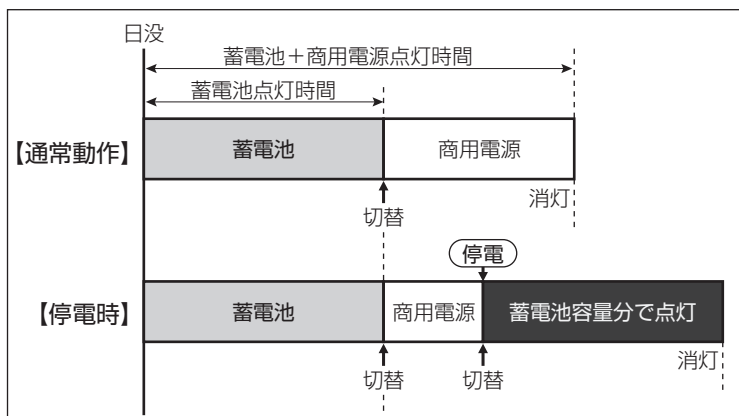 日没
蓄電池＋商用電源点灯時間
蓄電池点灯時間
【通常動作】
蓄電池
商用電源
切替
消灯
停電
【停電時】
蓄電池
商用電源
蓄電池容量分で点灯
切替
切替
消灯